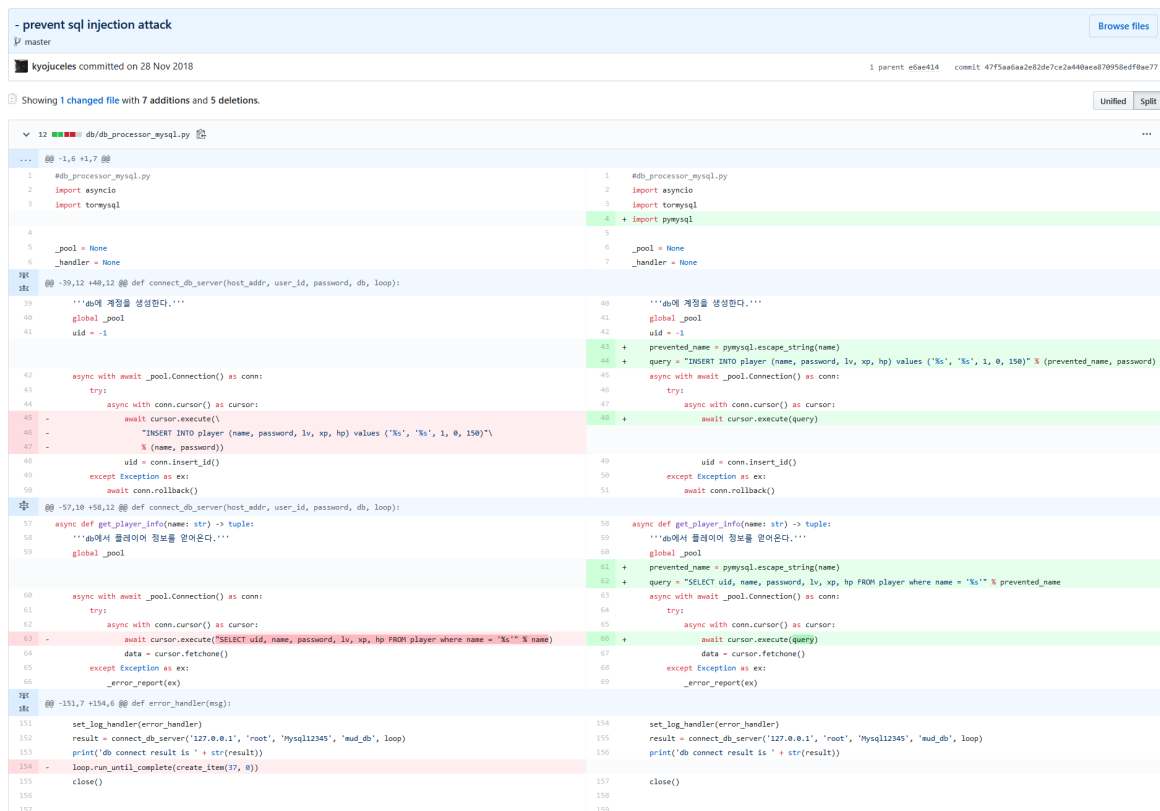 - prevent sql injection attack
Browse files
master
kyojuceles committed on 28 Nov 2018
1 parent e6ae414 commit 47f5aa6aa2e82de7ce2a440aea870958edf0ae77
Showing 1 changed file with 7 additions and 5 deletions.
Unified Split
12 db/db_processor_mysql.py
... @@ -1,6 +1,7 @@
1 #db_processor_mysql.py 1 #db_processor_mysql.py
2 import asyncio 2 import asyncio
3 import tormysql 3 import tormysql
4 + import pymysql
4 5
5 _pool = None 6 _pool = None
6 _handler = None 7 _handler = None
@@ -39,12 +40,12 @@ def connect_db_server(host_addr, user_id, password, db, loop):
39 '''db에 계정을 생성한다.''' 40 '''db에 계정을 생성한다.'''
40 global _pool 41 global _pool
41 uid = -1 42 uid = -1
43 + prevented_name = pymysql.escape_string(name)
44 + query = "INSERT INTO player (name, password, lv, xp, hp) values ('%s', '%s', 1, 0, 150)" % (prevented_name, password)
42 async with await _pool.Connection() as conn: 45 async with await _pool.Connection() as conn:
43 try: 46 try:
44 async with conn.cursor() as cursor: 47 async with conn.cursor() as cursor:
45 - await cursor.execute(\ 48 + await cursor.execute(query)
46 - "INSERT INTO player (name, password, lv, xp, hp) values ('%s', '%s', 1, 0, 150)"\
47 - % (name, password))
48 uid = conn.insert_id() 49 uid = conn.insert_id()
49 except Exception as ex: 50 except Exception as ex:
50 await conn.rollback() 51 await conn.rollback()
@@ -57,10 +58,12 @@ def connect_db_server(host_addr, user_id, password, db, loop):
57 async def get_player_info(name: str) -> tuple: 58 async def get_player_info(name: str) -> tuple:
58 '''db에서 플레이어 정보를 얻어온다.''' 59 '''db에서 플레이어 정보를 얻어온다.'''
59 global _pool 60 global _pool
61 + prevented_name = pymysql.escape_string(name)
62 + query = "SELECT uid, name, password, lv, xp, hp FROM player where name = '%s'" % prevented_name
60 async with await _pool.Connection() as conn: 63 async with await _pool.Connection() as conn:
61 try: 64 try:
62 async with conn.cursor() as cursor: 65 async with conn.cursor() as cursor:
63 - await cursor.execute("SELECT uid, name, password, lv, xp, hp FROM player where name = '%s'" % name) 66 + await cursor.execute(query)
64 data = cursor.fetchone() 67 data = cursor.fetchone()
65 except Exception as ex: 68 except Exception as ex:
66 _error_report(ex) 69 _error_report(ex)
@@ -151,7 +154,6 @@ def error_handler(msg):
151 set_log_handler(error_handler) 154 set_log_handler(error_handler)
152 result = connect_db_server('127.0.0.1', 'root', 'Mysql12345', 'mud_db', loop) 155 result = connect_db_server('127.0.0.1', 'root', 'Mysql12345', 'mud_db', loop)
153 print('db connect result is ' + str(result)) 156 print('db connect result is ' + str(result))
154 - loop.run_until_complete(create_item(37, 0))
155 close() 157 close()
156 158
157 159